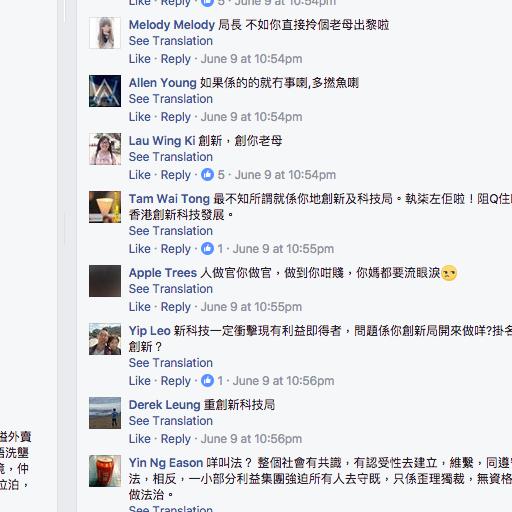 Like · Reply · 5 · June 9 at 10:54pm
Melody Melody 局長 不如你直接拎個老母出黎啦
See Translation
Like · Reply · June 9 at 10:54pm
Allen Young 如果係的的就冇事喇,多撚魚喇
See Translation
Like · Reply · June 9 at 10:54pm
Lau Wing Ki 創新，創你老母
See Translation
Like · Reply · 5 · June 9 at 10:54pm
Tam Wai Tong 最不知所謂就係你地創新及科技局。執柒左佢啦！阻Q住
香港創新科技發展。
See Translation
Like · Reply · 1 · June 9 at 10:55pm
Apple Trees 人做官你做官，做到你咁賤，你媽都要流眼淚😒
See Translation
Like · Reply · June 9 at 10:55pm
Yip Leo 新科技一定衝擊現有利益即得者，問題係你創新局開來做咩?掛名
創新？
See Translation
Like · Reply · 1 · June 9 at 10:56pm
Derek Leung 重創新科技局
See Translation
Like · Reply · June 9 at 10:56pm
Yin Ng Eason 咩叫法？ 整個社會有共識，有認受性去建立，維繫，同遵守
法，相反，一小部分利益集團強迫所有人去守既，只係歪理獨裁，無資格叫
做法治。
See Translation
溢外賣
唔洗壟
竟，仲
位泊，